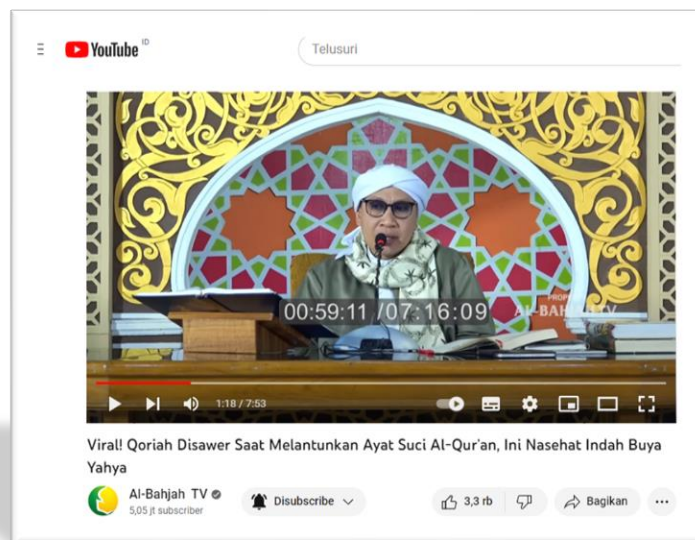 YouTube ID
Telusuri
00:59:11 /07:16:09
AL-BAHJAH TV
1:18 / 7:53
Viral! Qoriah Disawer Saat Melantunkan Ayat Suci Al-Qur'an, Ini Nasehat Indah Buya
Yahya
Al-Bahjah TV
5,05 jt subscriber
Disubscribe
3,3 rb
Bagikan